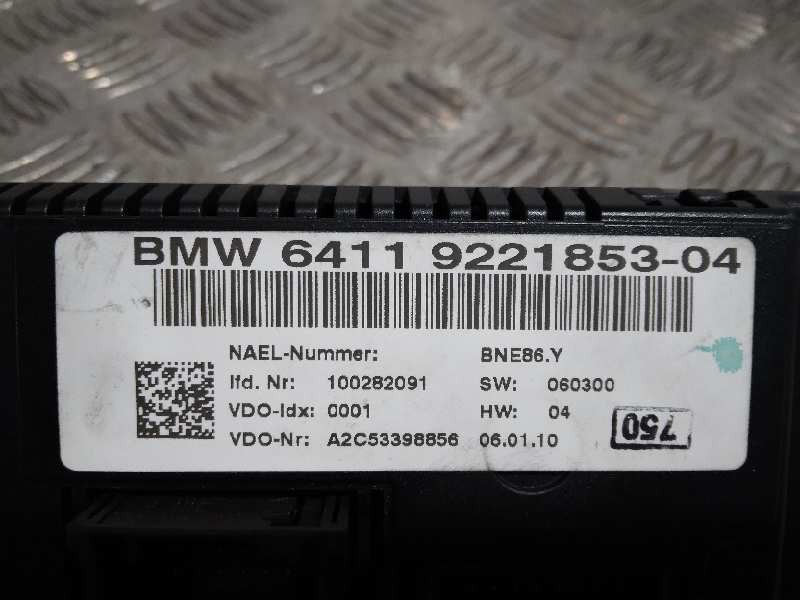 BMW 6411 9221853-04
NAEL-Nummer: BNE86.Y
lfd. Nr: 100282091 SW: 060300
VDO-Idx: 0001 HW: 04
VDO-Nr: A2C53398856 06.01.10
750